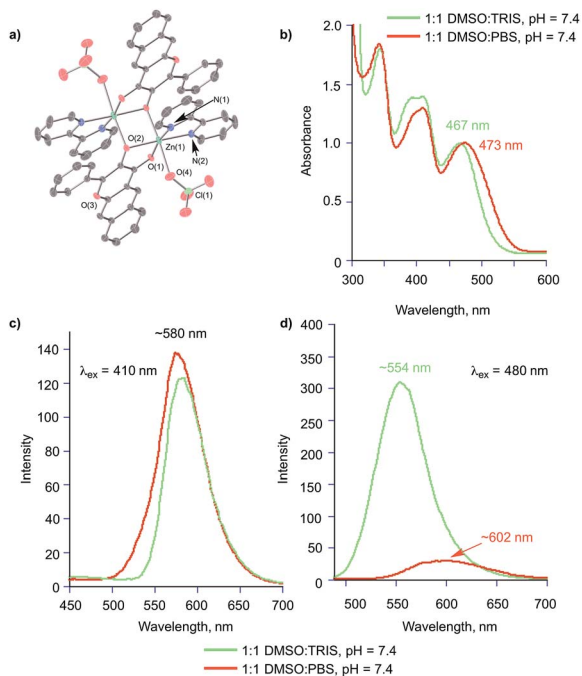 a)
N(1)
O(2)
Zn(1)
N(2)
O(1)
O(4)
O(3)
Cl(1)
b)
1:1 DMSO:TRIS, pH = 7.4
1:1 DMSO:PBS, pH = 7.4
2.0
1.5
1.0
0.5
0
Absorbance
467 nm
473 nm
300 400 500 600
Wavelength, nm
c)
~580 nm
λex = 410 nm
140
120
100
80
60
40
20
0
Intensity
450 500 550 600 650 700
Wavelength, nm
d)
~554 nm
λex = 480 nm
400
350
300
250
200
150
100
50
0
Intensity
~602 nm
500 550 600 650 700
Wavelength, nm
1:1 DMSO:TRIS, pH = 7.4
1:1 DMSO:PBS, pH = 7.4